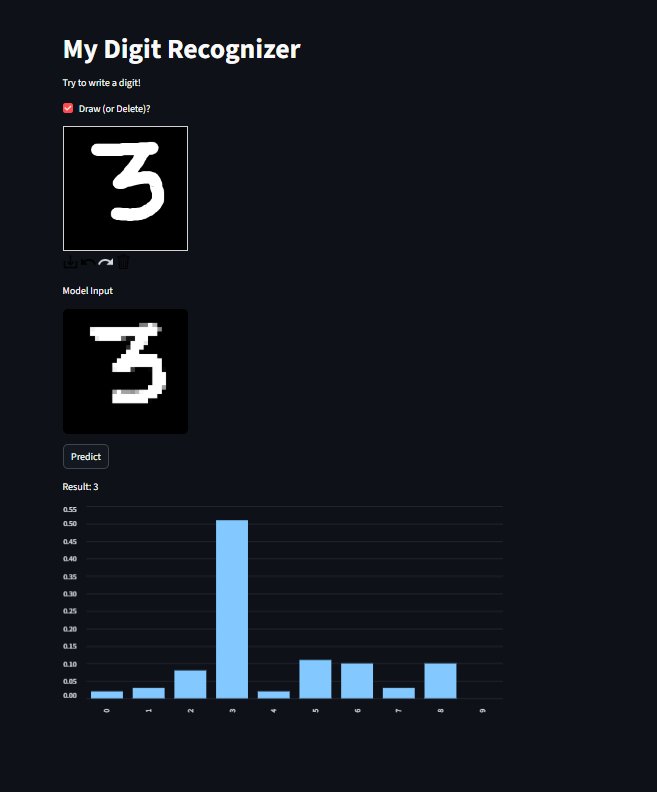 My Digit Recognizer
Try to write a digit!
Draw (or Delete)?
3
Model Input
3
Predict
Result: 3
0.55
0.50
0.45
0.40
0.35
0.30
0.25
0.20
0.15
0.10
0.05
0.00
0 1 2 3 4 5 6 7 8 9